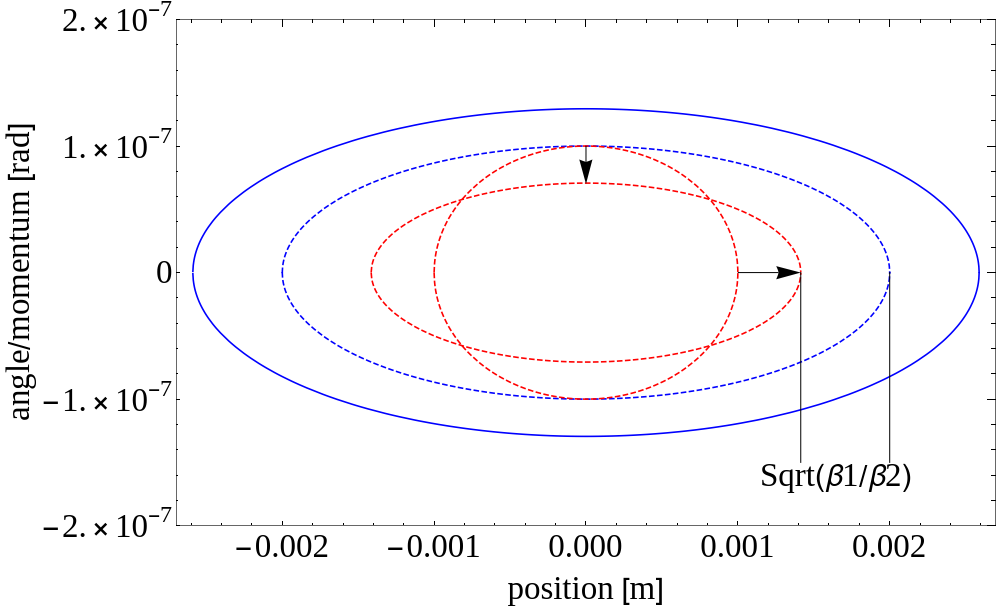 2.×10⁻⁷
1.×10⁻⁷
0
−1.×10⁻⁷
−2.×10⁻⁷
angle/momentum [rad]
Sqrt(β1/β2)
−0.002 −0.001 0.000 0.001 0.002
position [m]